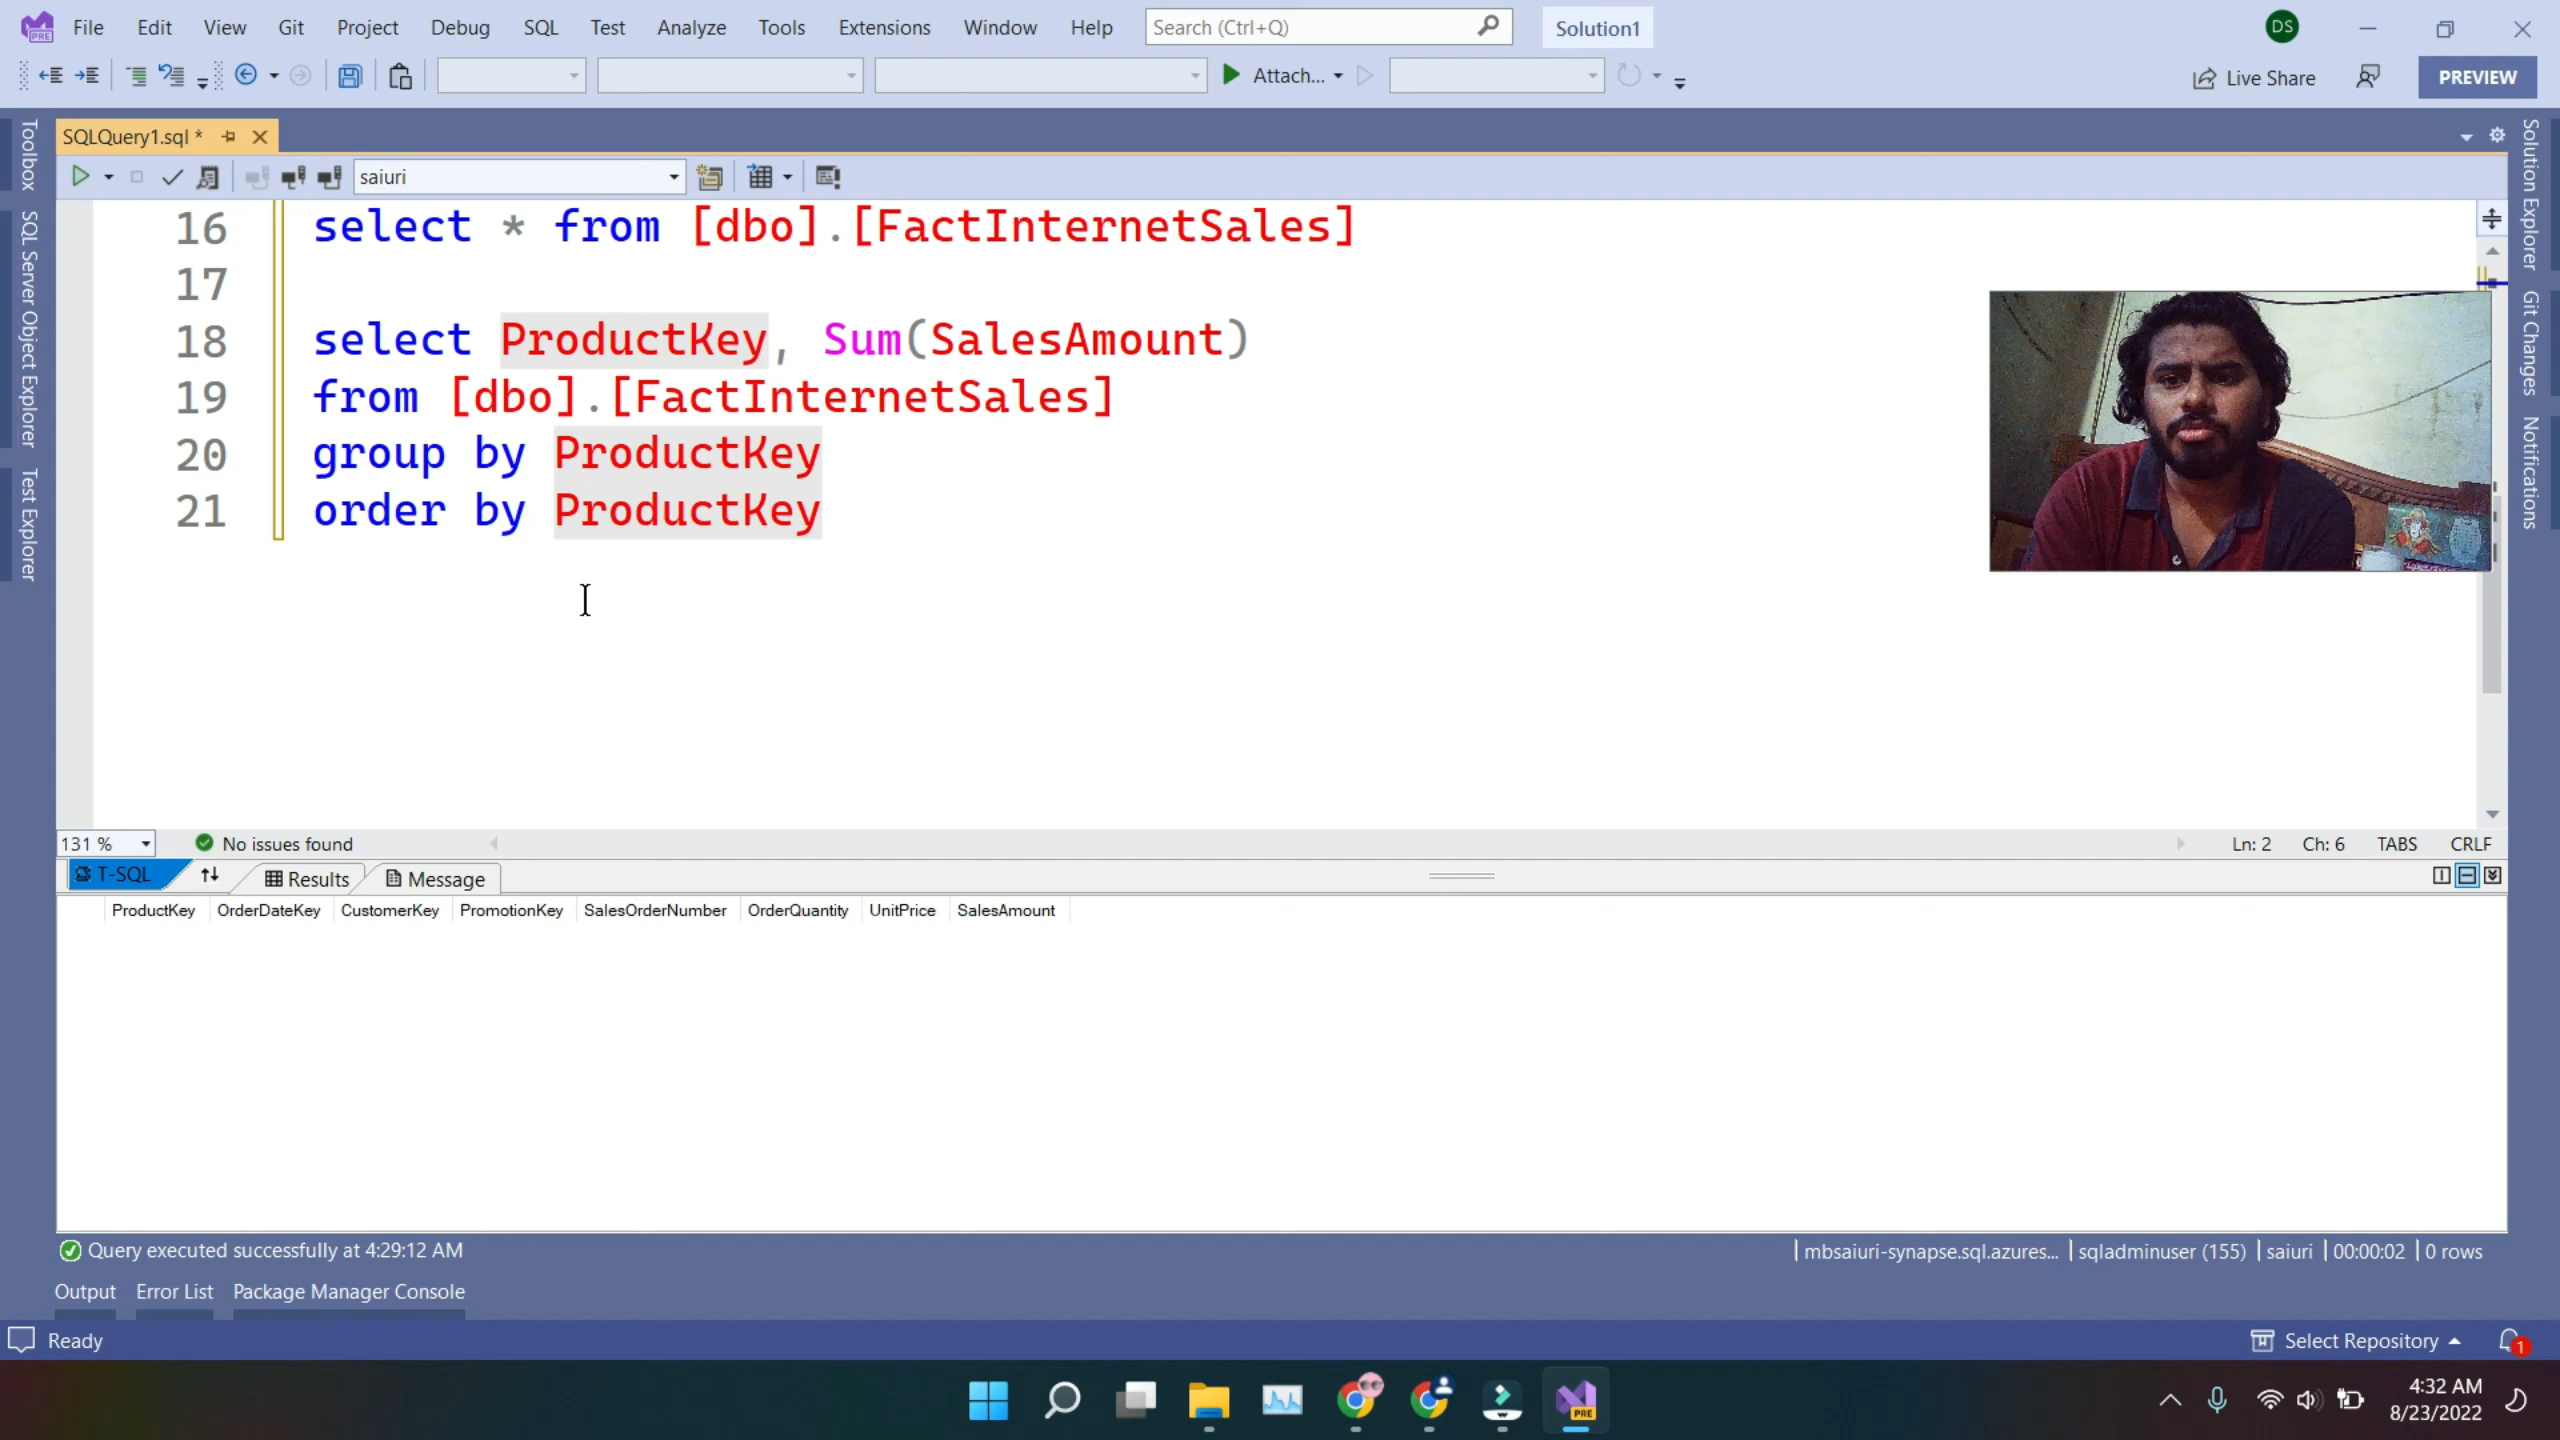 File Edit View Git Project Debug SQL Test Analyze Tools Extensions Window Help Search (Ctrl+Q) Solution1 DS
Attach... Live Share PREVIEW
SQLQuery1.sql *
saiuri
Toolbox
SQL Server Object Explorer
Test Explorer
Solution Explorer
Git Changes
Notifications
16 select * from [dbo].[FactInternetSales]
17
18 select ProductKey, Sum(SalesAmount)
19 from [dbo].[FactInternetSales]
20 group by ProductKey
21 order by ProductKey
131 % No issues found Ln: 2 Ch: 6 TABS CRLF
T-SQL Results Message
ProductKey OrderDateKey CustomerKey PromotionKey SalesOrderNumber OrderQuantity UnitPrice SalesAmount
Query executed successfully at 4:29:12 AM mbsaiuri-synapse.sql.azures... sqladminuser (155) saiuri 00:00:02 0 rows
Output Error List Package Manager Console
Ready Select Repository 1
PRE
4:32 AM
8/23/2022